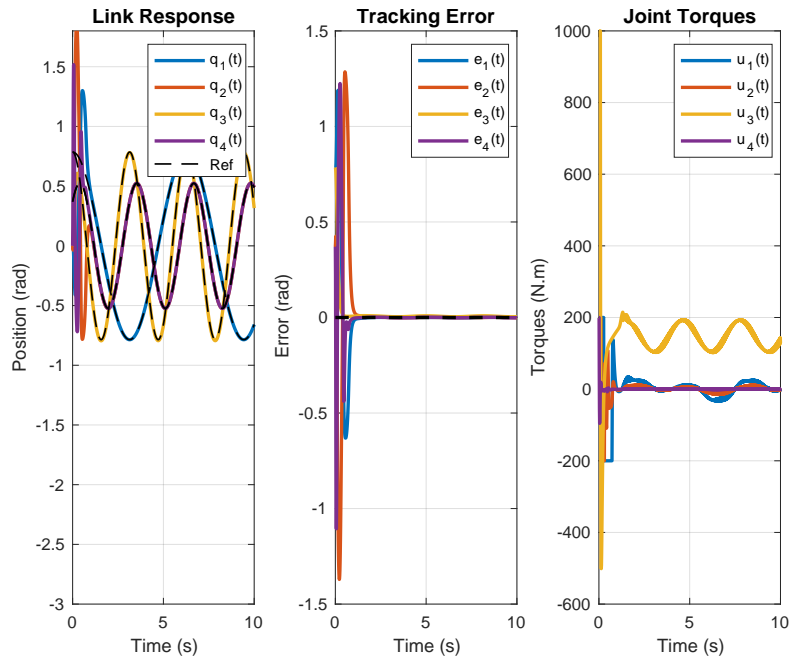 Link Response
1.5
1
0.5
0
-0.5
-1
-1.5
-2
-2.5
-3
0
5
10
Position (rad)
Time (s)
q1(t)
q2(t)
q3(t)
q4(t)
Ref
Tracking Error
1.5
1
0.5
0
-0.5
-1
-1.5
0
5
10
Error (rad)
Time (s)
e1(t)
e2(t)
e3(t)
e4(t)
Joint Torques
1000
800
600
400
200
0
-200
-400
-600
0
5
10
Torques (N.m)
Time (s)
u1(t)
u2(t)
u3(t)
u4(t)